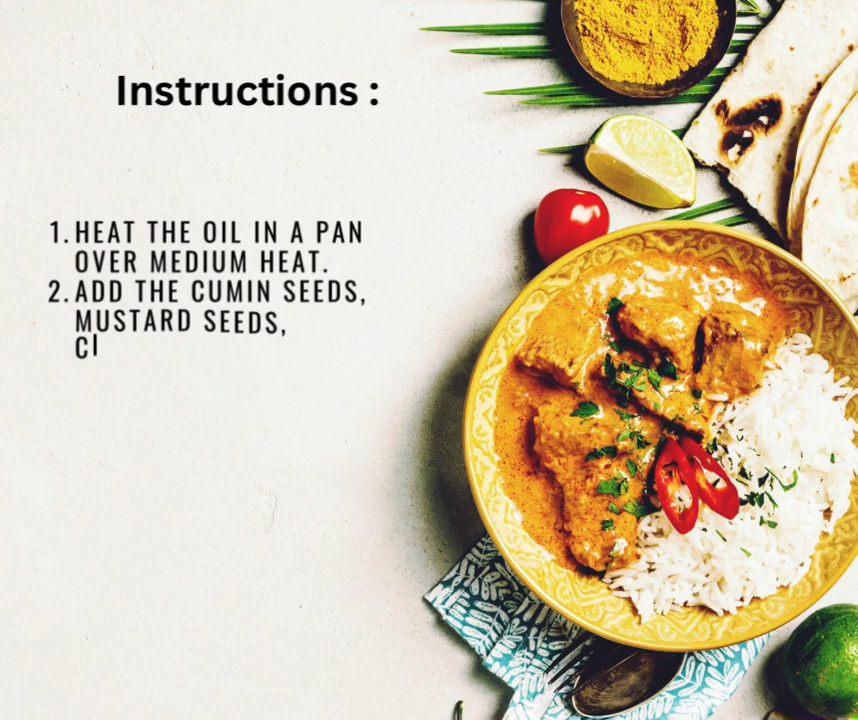 Instructions :
1. HEAT THE OIL IN A PAN
OVER MEDIUM HEAT.
2. ADD THE CUMIN SEEDS,
MUSTARD SEEDS,